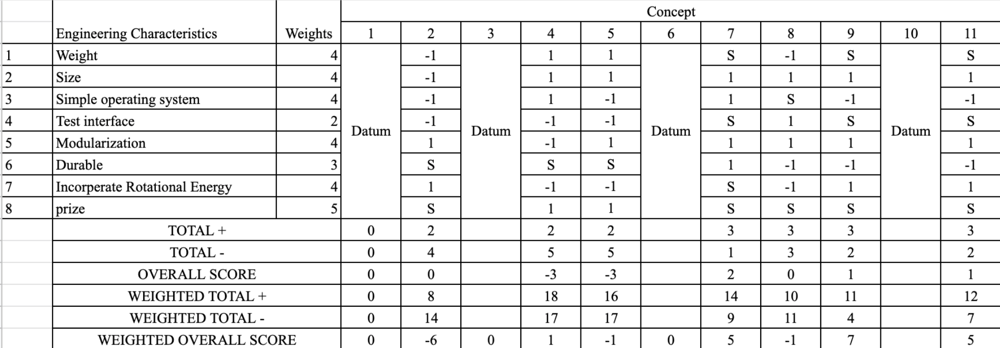 Concept
Engineering Characteristics Weights 1 2 3 4 5 6 7 8 9 10 11
1 Weight 4 -1 1 1 S -1 S S
2 Size 4 -1 1 1 1 1 1 1
3 Simple operating system 4 -1 1 -1 1 S -1 -1
4 Test interface 2 -1 -1 -1 S 1 S S
Datum Datum Datum Datum
5 Modularization 4 1 -1 1 1 1 1 1
6 Durable 3 S S S 1 -1 -1 -1
7 Incorperate Rotational Energy 4 1 -1 -1 S -1 1 1
8 prize 5 S 1 1 S S S S
TOTAL + 0 2 2 2 3 3 3 3
TOTAL - 0 4 5 5 1 3 2 2
OVERALL SCORE 0 0 -3 -3 2 0 1 1
WEIGHTED TOTAL + 0 8 18 16 14 10 11 12
WEIGHTED TOTAL - 0 14 17 17 9 11 4 7
WEIGHTED OVERALL SCORE 0 -6 0 1 -1 0 5 -1 7 5